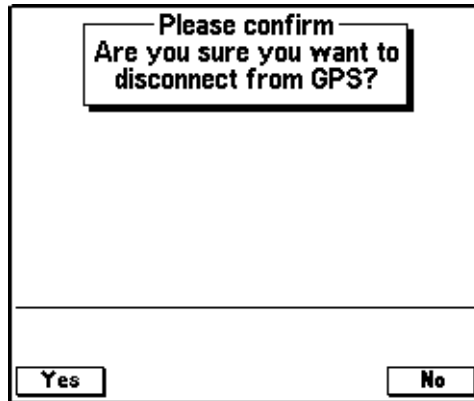 Please confirm
Are you sure you want to
disconnect from GPS?
Yes
No